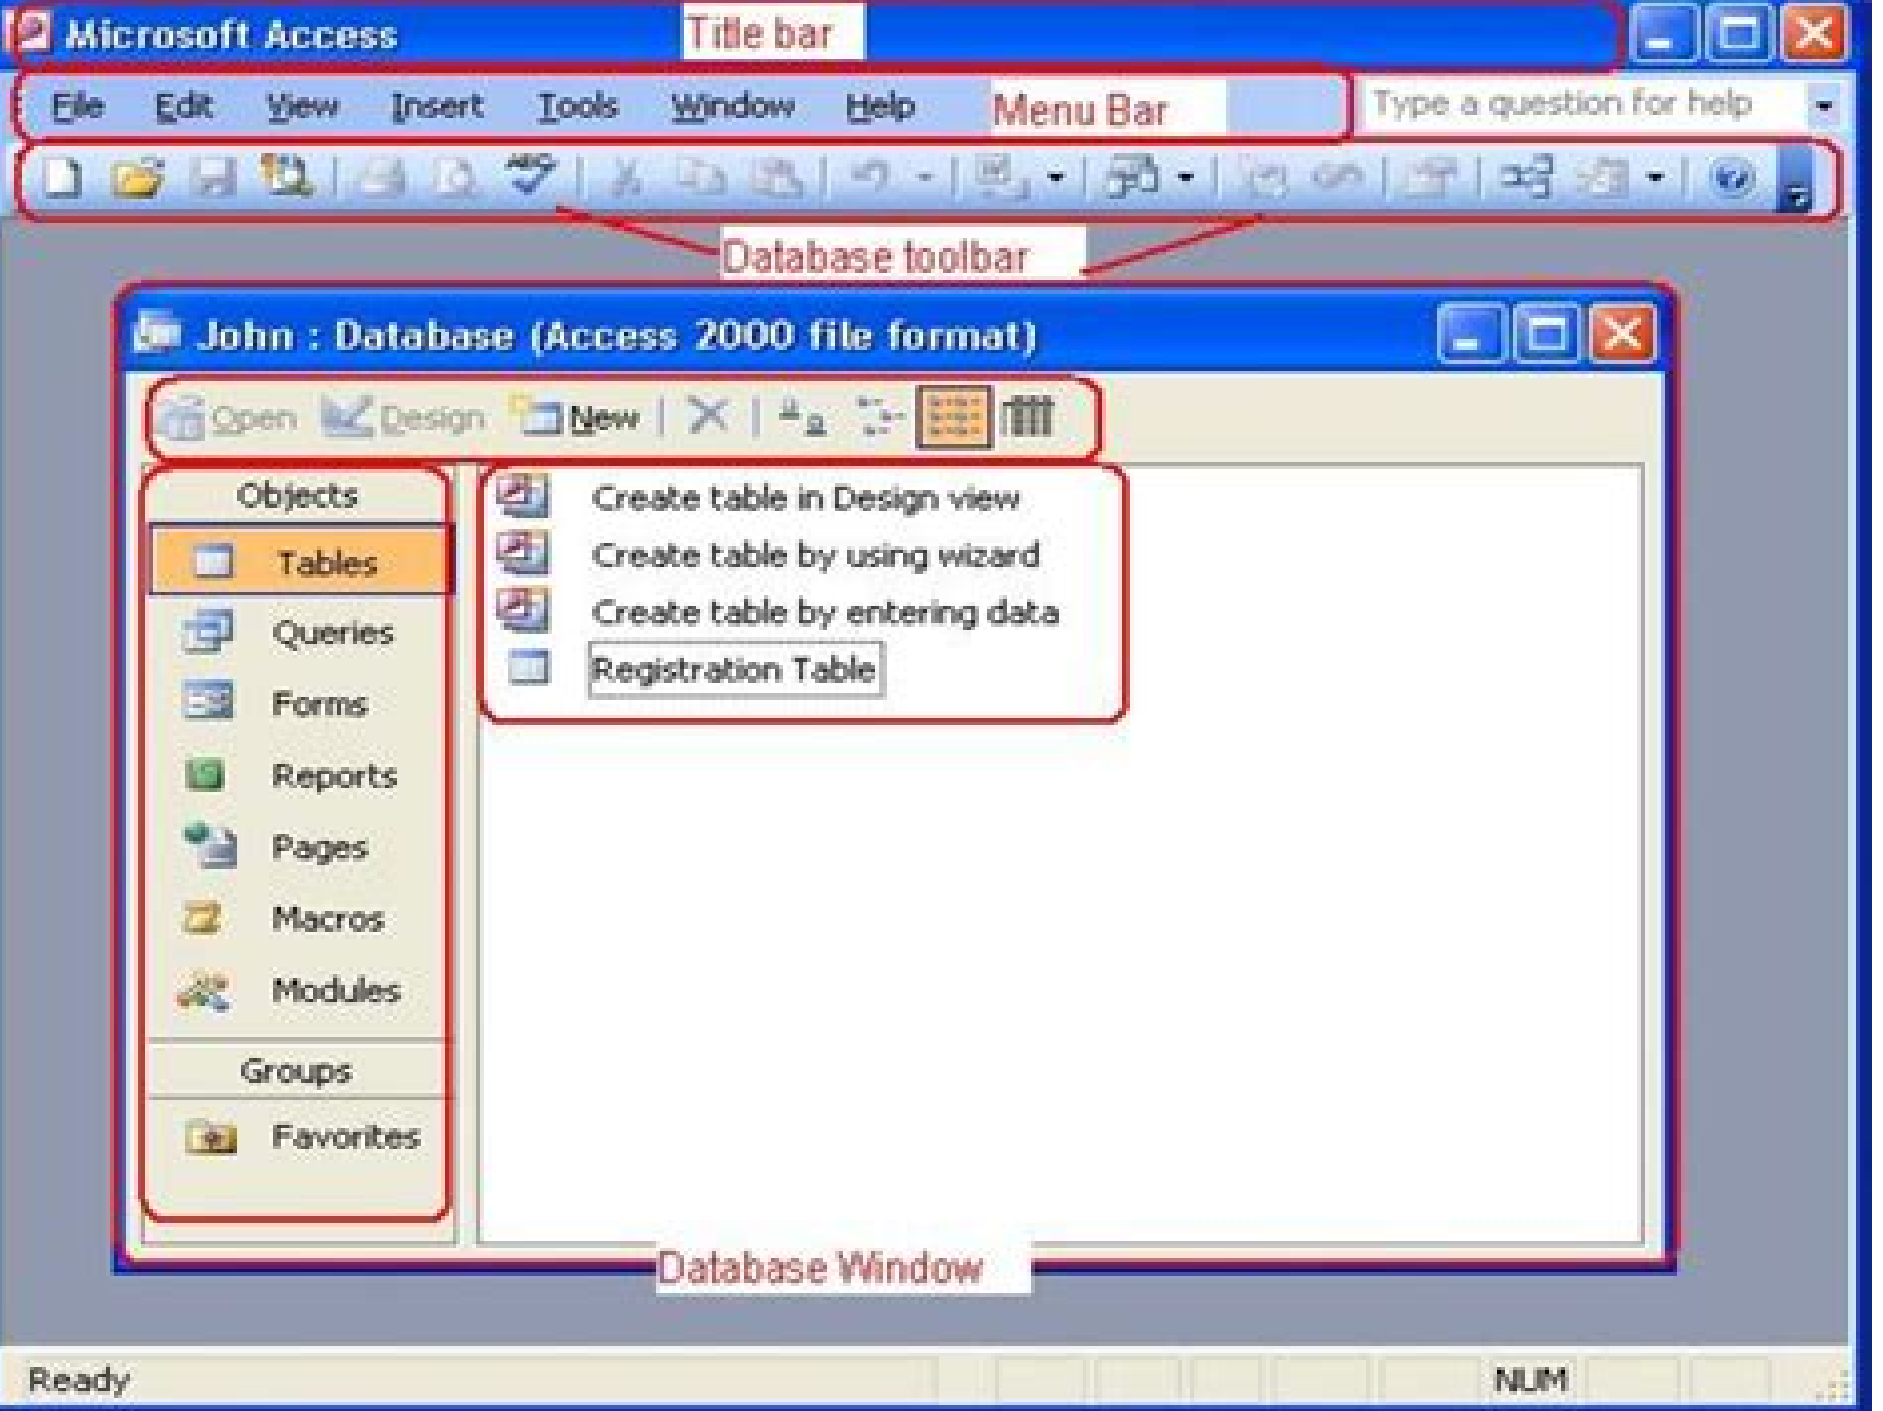 Microsoft Access Title bar
File Edit View Insert Tools Window Help Menu Bar Type a question for help
ABC
Database toolbar
John : Database (Access 2000 file format)
Open Design New
Objects
Tables
Queries
Forms
Reports
Pages
Macros
Modules
Groups
Favorites
Create table in Design view
Create table by using wizard
Create table by entering data
Registration Table
Database Window
Ready NUM